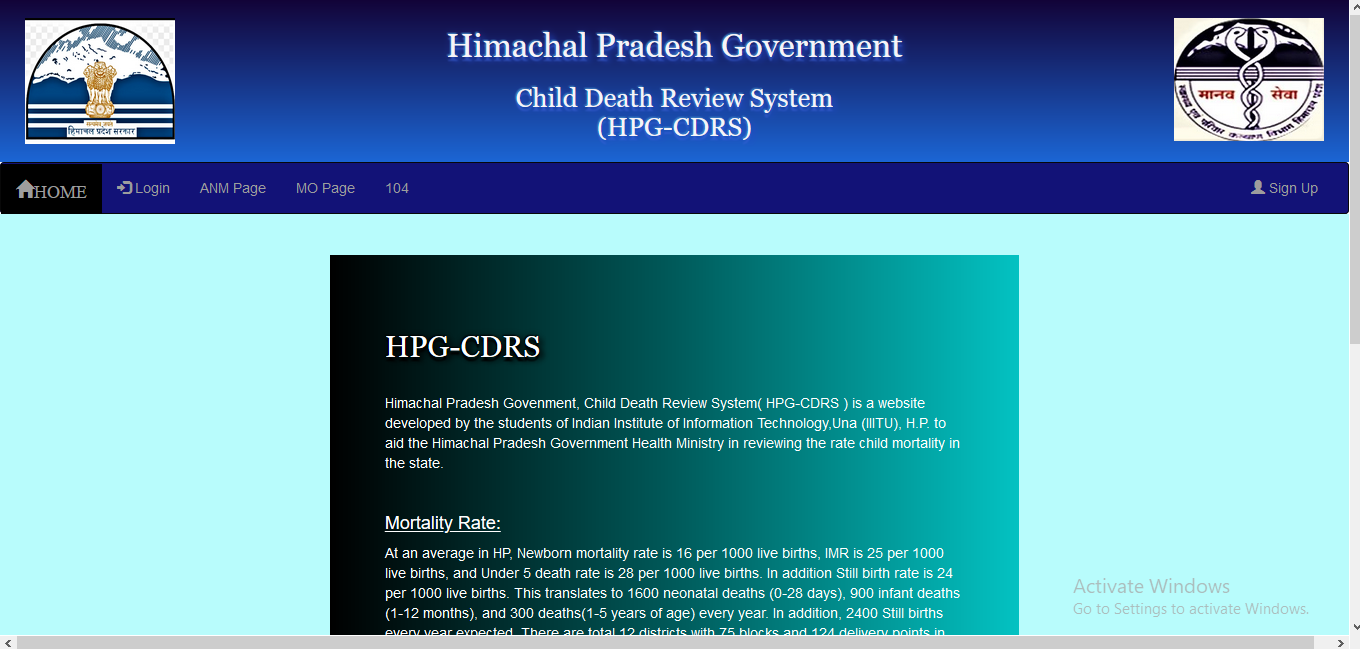 Himachal Pradesh Government
Child Death Review System
(HPG-CDRS)
हिमाचल प्रदेश सरकार
मानव सेवा
HOME
Login
ANM Page
MO Page
104
Sign Up
HPG-CDRS
Himachal Pradesh Govenment, Child Death Review System( HPG-CDRS ) is a website
developed by the students of Indian Institute of Information Technology,Una (IIITU), H.P. to
aid the Himachal Pradesh Government Health Ministry in reviewing the rate child mortality in
the state.
Mortality Rate:
At an average in HP, Newborn mortality rate is 16 per 1000 live births, IMR is 25 per 1000
live births, and Under 5 death rate is 28 per 1000 live births. In addition Still birth rate is 24
per 1000 live births. This translates to 1600 neonatal deaths (0-28 days), 900 infant deaths
(1-12 months), and 300 deaths(1-5 years of age) every year. In addition, 2400 Still births
every year expected. There are total 12 districts with 75 blocks and 124 delivery points in
Activate Windows
Go to Settings to activate Windows.